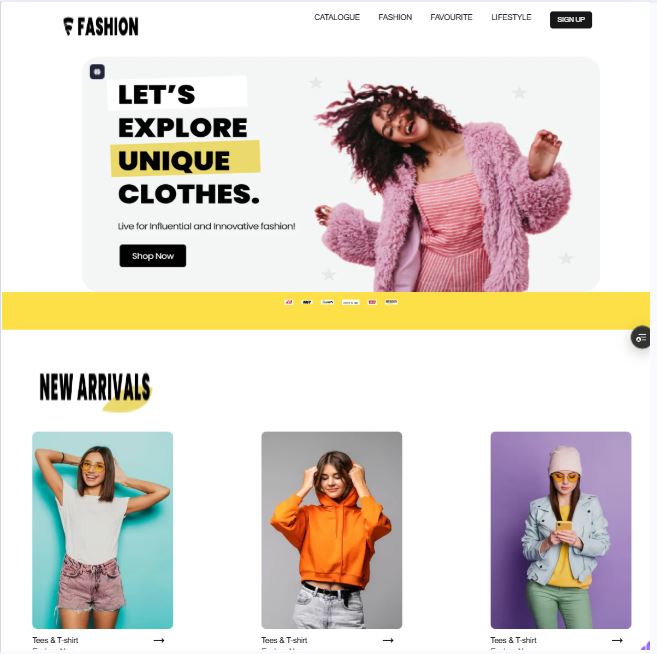 FASHION
CATALOGUE FASHION FAVOURITE LIFESTYLE SIGN UP
LET'S
EXPLORE
UNIQUE
CLOTHES.
Live for Influential and Innovative fashion!
Shop Now
NEW ARRIVALS
Tees & T-shirt
Tees & T-shirt
Tees & T-shirt